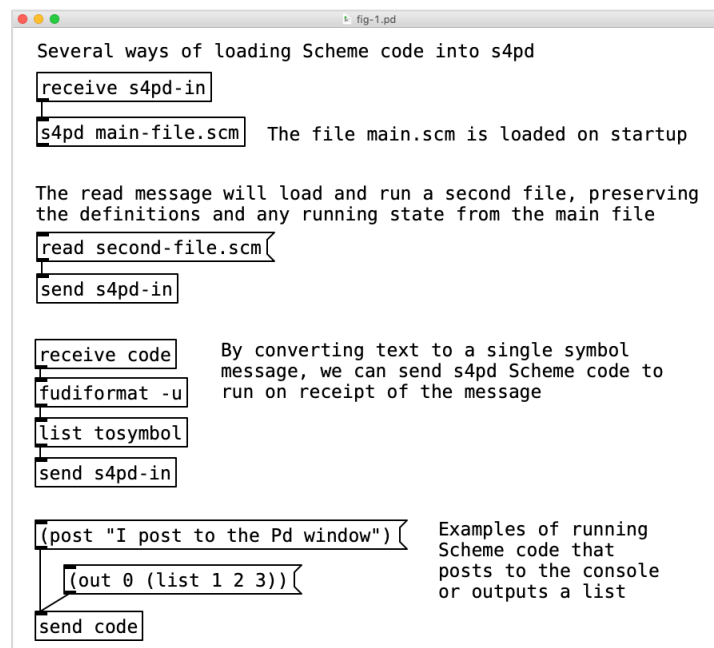 fig-1.pd
Several ways of loading Scheme code into s4pd
receive s4pd-in
s4pd main-file.scm
The file main.scm is loaded on startup
The read message will load and run a second file, preserving
the definitions and any running state from the main file
read second-file.scm
send s4pd-in
receive code
fudiformat -u
list tosymbol
send s4pd-in
By converting text to a single symbol
message, we can send s4pd Scheme code to
run on receipt of the message
(post "I post to the Pd window")
(out 0 (list 1 2 3))
send code
Examples of running
Scheme code that
posts to the console
or outputs a list